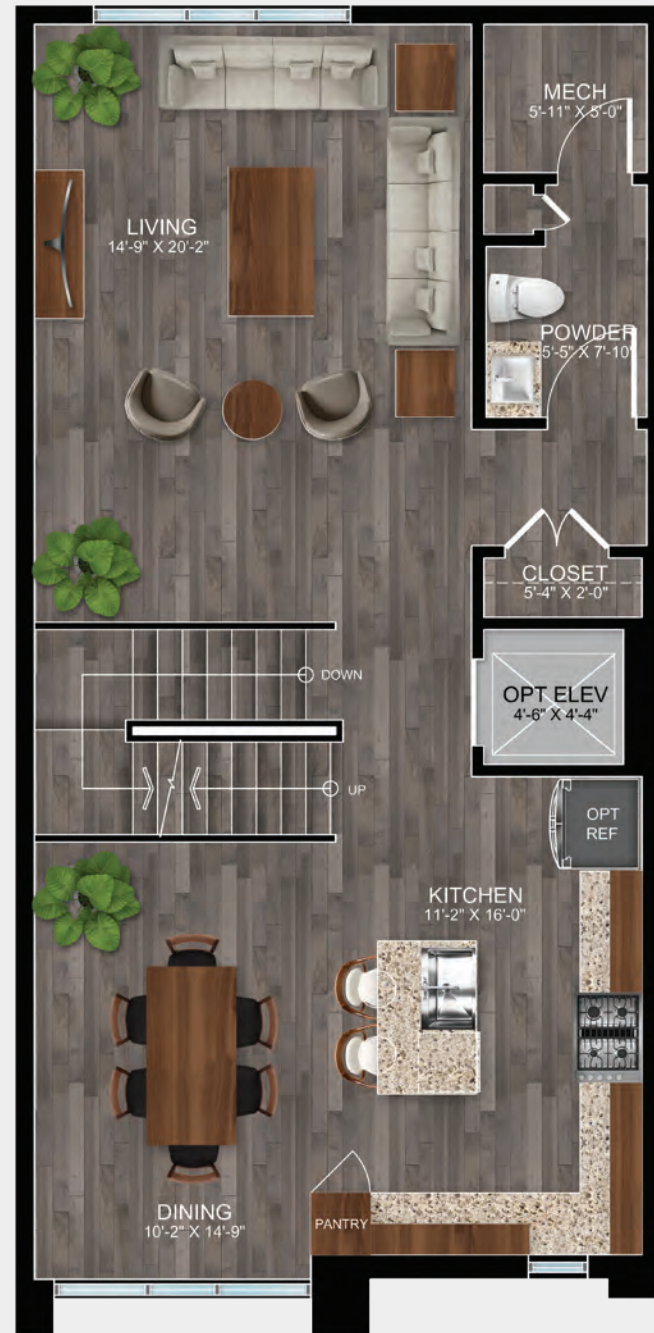 MECH
5'-11" X 5'-0"
LIVING
14'-9" X 20'-2"
POWDER
5'-5" X 7'-10"
CLOSET
5'-4" X 2'-0"
DOWN
OPT ELEV
4'-6" X 4'-4"
UP
OPT
REF
KITCHEN
11'-2" X 16'-0"
DINING
10'-2" X 14'-9"
PANTRY